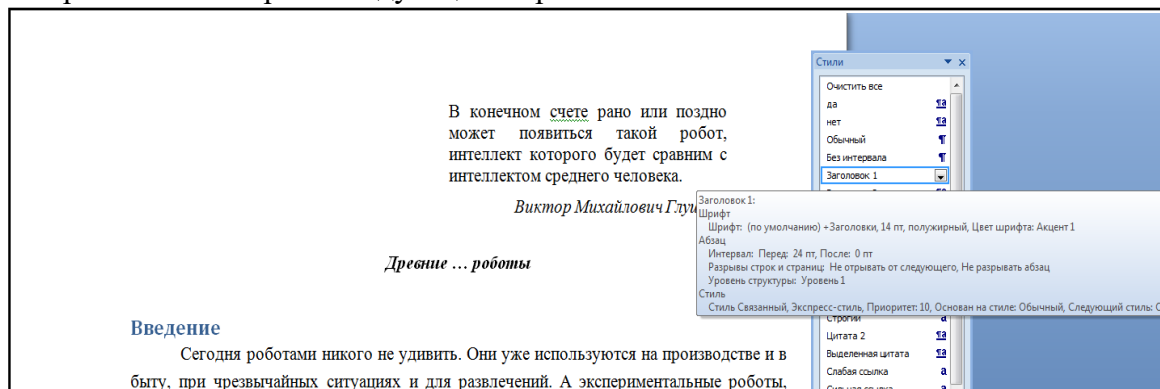 В конечном счете рано или поздно
может появиться такой робот,
интеллект которого будет сравним с
интеллектом среднего человека.
Виктор Михайлович
Древние … роботы
Введение
Сегодня роботами никого не удивить. Они уже используются на производстве и в
быту, при чрезвычайных ситуациях и для развлечений. А экспериментальные роботы,
Стили
Очистить все
да
нет
Обычный
Без интервала
Заголовок 1
Заголовок 1:
Шрифт
Шрифт: (по умолчанию) +Заголовки, 14 пт, полужирный, Цвет шрифта: Акцент 1
Абзац
Интервал: Перед: 24 пт, После: 0 пт
Разрывы строк и страниц: Не отрывать от следующего, Не разрывать абзац
Уровень структуры: Уровень 1
Стиль
Стиль Связанный, Экспресс-стиль, Приоритет: 10, Основан на стиле: Обычный, Следующий стиль:
Строгий
Цитата 2
Выделенная цитата
Слабая ссылка
Сильная ссылка